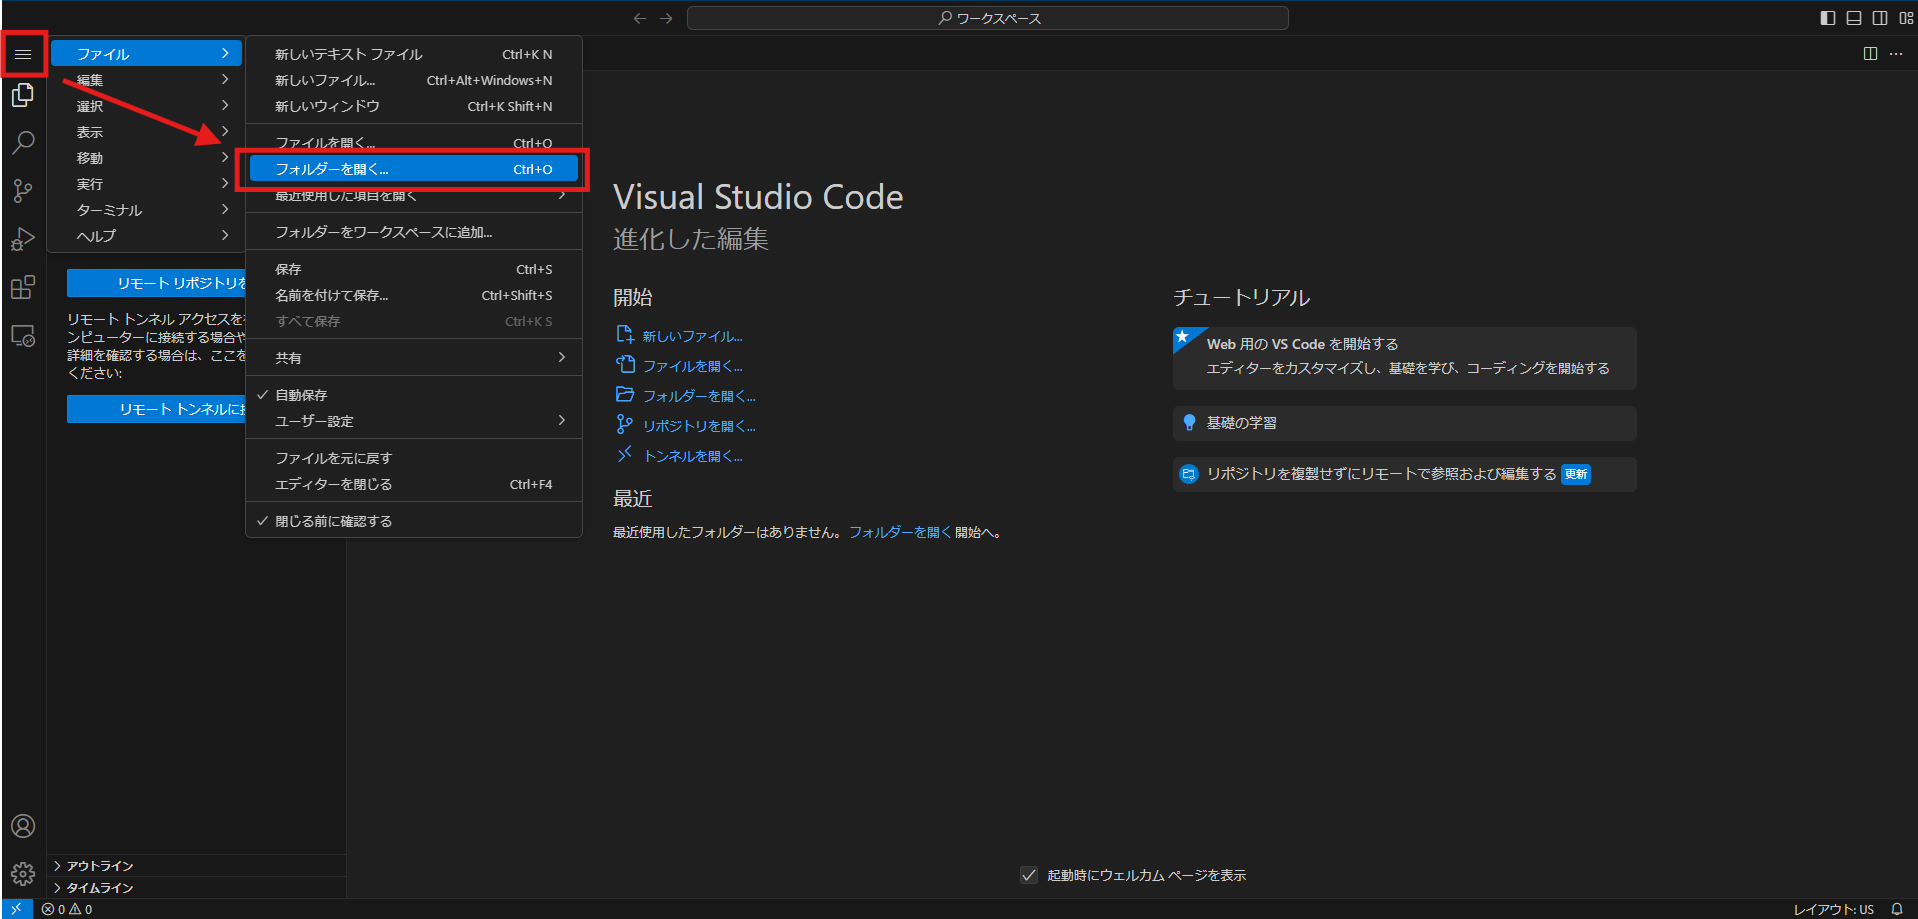 ワークスペース
ファイル
編集
選択
表示
移動
実行
ターミナル
ヘルプ
新しいテキスト ファイル Ctrl+K N
新しいファイル... Ctrl+Alt+Windows+N
新しいウィンドウ Ctrl+K Shift+N
ファイルを開く... Ctrl+O
フォルダーを開く... Ctrl+O
最近使用した項目を開く
フォルダーをワークスペースに追加...
保存 Ctrl+S
名前を付けて保存... Ctrl+Shift+S
すべて保存 Ctrl+K S
共有
自動保存
ユーザー設定
ファイルを元に戻す
エディターを閉じる Ctrl+F4
閉じる前に確認する
リモート リポジトリを
リモート トンネル アクセスを
ンピューターに接続する場合や
詳細を確認する場合は、ここを
ください:
リモート トンネルに
アウトライン
タイムライン
Visual Studio Code
進化した編集
開始
新しいファイル...
ファイルを開く...
フォルダーを開く...
リポジトリを開く...
トンネルを開く...
最近
最近使用したフォルダーはありません。フォルダーを開く 開始へ。
チュートリアル
Web 用の VS Code を開始する
エディターをカスタマイズし、基礎を学び、コーディングを開始する
基礎の学習
リポジトリを複製せずにリモートで参照および編集する 更新
起動時にウェルカム ページを表示
0 0
レイアウト: US